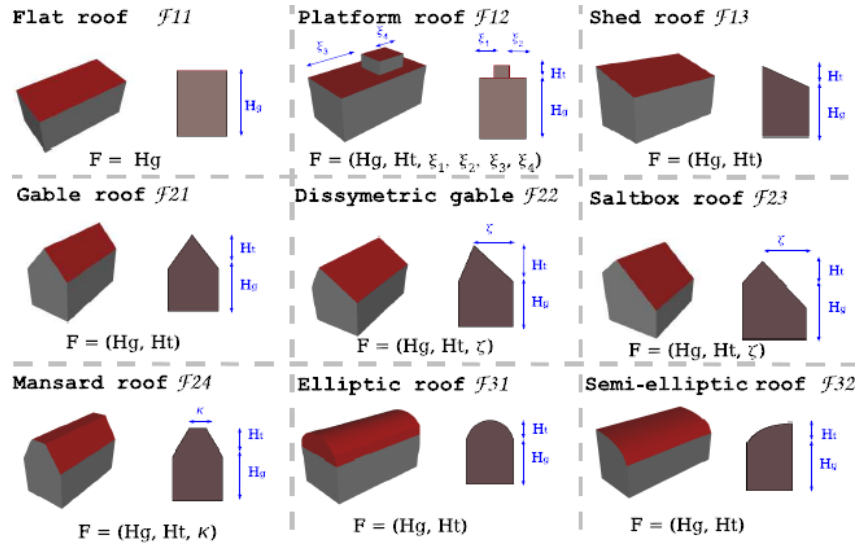 Flat roof ℱ11
Hg
F = Hg
Platform roof ℱ12
ξ3
ξ4
ξ1
ξ2
Ht
Hg
F = (Hg, Ht, ξ1, ξ2, ξ3, ξ4)
Shed roof ℱ13
Ht
Hg
F = (Hg, Ht)
Gable roof ℱ21
Ht
Hg
F = (Hg, Ht)
Dissymetric gable ℱ22
ζ
Ht
Hg
F = (Hg, Ht, ζ)
Saltbox roof ℱ23
ζ
Ht
Hg
F = (Hg, Ht, ζ)
Mansard roof ℱ24
κ
Ht
Hg
F = (Hg, Ht, κ)
Elliptic roof ℱ31
Ht
Hg
F = (Hg, Ht)
Semi-elliptic roof ℱ32
Ht
Hg
F = (Hg, Ht)